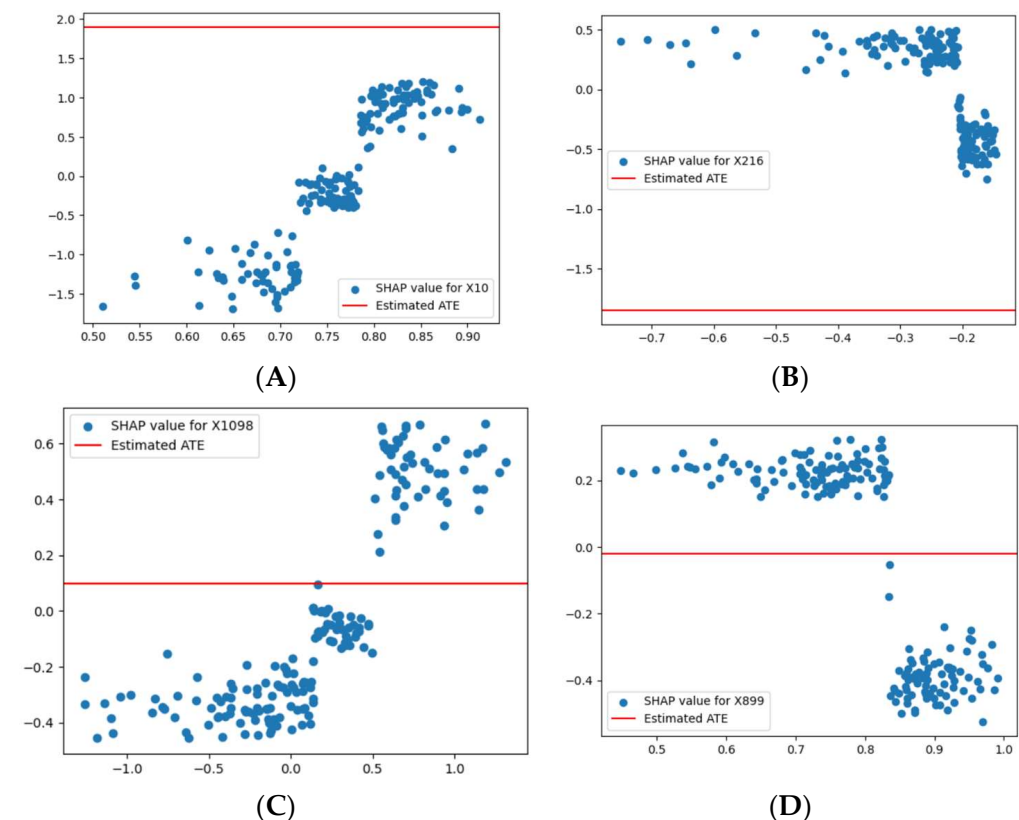 2.0
1.5
1.0
0.5
0.0
−0.5
−1.0
−1.5
SHAP value for X10
Estimated ATE
0.50 0.55 0.60 0.65 0.70 0.75 0.80 0.85 0.90
(A)
0.5
0.0
−0.5
−1.0
−1.5
SHAP value for X216
Estimated ATE
−0.7 −0.6 −0.5 −0.4 −0.3 −0.2
(B)
SHAP value for X1098
Estimated ATE
0.6
0.4
0.2
0.0
−0.2
−0.4
−1.0 −0.5 0.0 0.5 1.0
(C)
0.2
0.0
−0.2
−0.4
SHAP value for X899
Estimated ATE
0.5 0.6 0.7 0.8 0.9 1.0
(D)